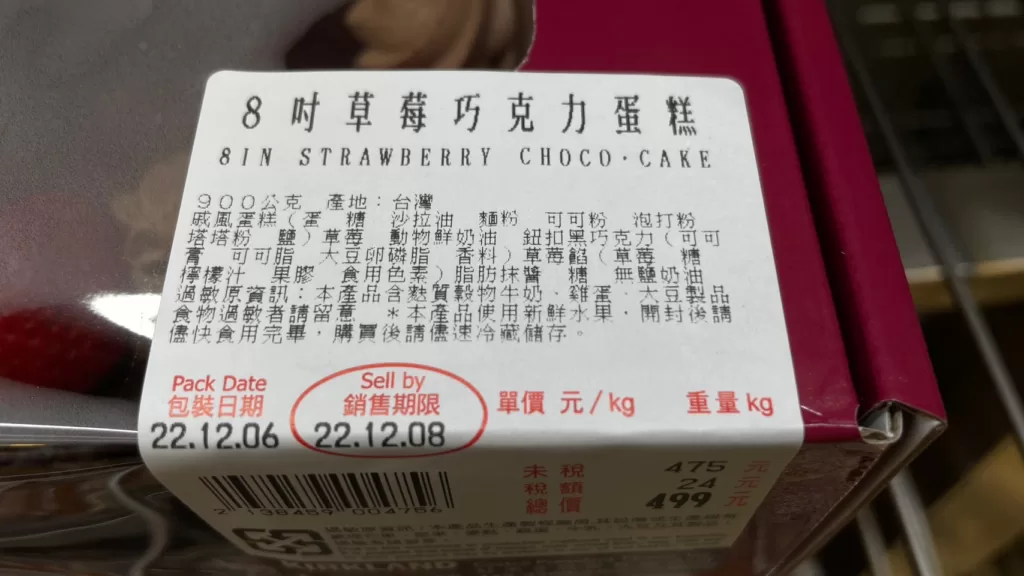 8吋草莓巧克力蛋糕
8IN STRAWBERRY CHOCO·CAKE
900公克 產地：台灣
戚風蛋糕（蛋 糖 沙拉油 麵粉 可可粉 泡打粉
塔塔粉 鹽）草莓 動物鮮奶油 鈕扣黑巧克力（可可
膏 可可脂 大豆卵磷脂 香料）草莓餡（草莓 糖
檸檬汁 果膠 食用色素）脂肪抹醬 糖 無鹽奶油
過敏原資訊：本產品含麩質穀物牛奶、雞蛋、大豆製品
食物過敏者請留意 *本產品使用新鮮水果，開封後請
儘快食用完畢，購買後請儘速冷藏儲存。
Pack Date Sell by
包裝日期 銷售期限 單價 元/kg 重量kg
22.12.06 22.12.08
未稅 475 元
稅額 24 元
總價 499 元
2 138459 004756
KIRKLAND